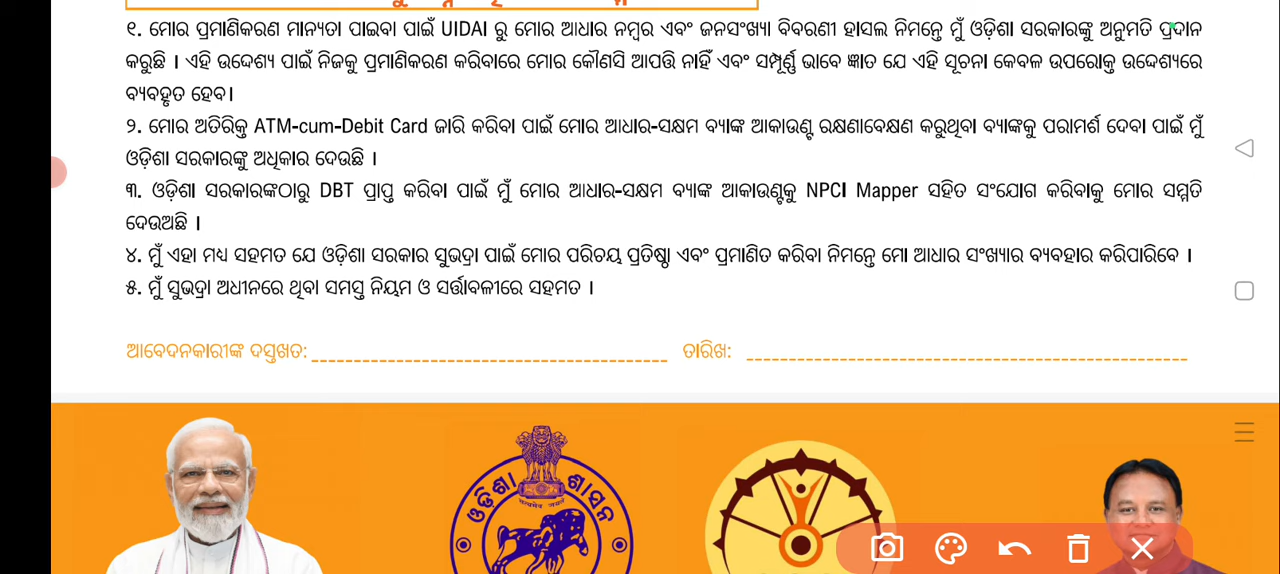 ୧. ମୋର ପ୍ରମାଣିକରଣ ମାନ୍ୟତା ପାଇବା ପାଇଁ UIDAI ରୁ ମୋର ଆଧାର ନମ୍ବର ଏବଂ ଜନସଂଖ୍ୟା ବିବରଣୀ ହାସଲ ନିମନ୍ତେ ମୁଁ ଓଡ଼ିଶା ସରକାରଙ୍କୁ ଅନୁମତି ପ୍ରଦାନ
କରୁଛି । ଏହି ଉଦ୍ଦେଶ୍ୟ ପାଇଁ ନିଜକୁ ପ୍ରମାଣିକରଣ କରିବାରେ ମୋର କୌଣସି ଆପତ୍ତି ନାହିଁ ଏବଂ ସମ୍ପୂର୍ଣ୍ଣ ଭାବେ ଜ୍ଞାତ ଯେ ଏହି ସୂଚନା କେବଳ ଉପରୋକ୍ତ ଉଦ୍ଦେଶ୍ୟରେ
ବ୍ୟବହୃତ ହେବ।
୨. ମୋର ଅତିରିକ୍ତ ATM-cum-Debit Card ଜାରି କରିବା ପାଇଁ ମୋର ଆଧାର-ସକ୍ଷମ ବ୍ୟାଙ୍କ ଆକାଉଣ୍ଟ ରକ୍ଷଣାବେକ୍ଷଣ କରୁଥିବା ବ୍ୟାଙ୍କକୁ ପରାମର୍ଶ ଦେବା ପାଇଁ ମୁଁ
ଓଡ଼ିଶା ସରକାରଙ୍କୁ ଅଧିକାର ଦେଉଛି ।
୩. ଓଡ଼ିଶା ସରକାରଙ୍କଠାରୁ DBT ପ୍ରାପ୍ତ କରିବା ପାଇଁ ମୁଁ ମୋର ଆଧାର-ସକ୍ଷମ ବ୍ୟାଙ୍କ ଆକାଉଣ୍ଟକୁ NPCI Mapper ସହିତ ସଂଯୋଗ କରିବାକୁ ମୋର ସମ୍ମତି
ଦେଉଅଛି ।
୪. ମୁଁ ଏହା ମଧ୍ୟ ସହମତ ଯେ ଓଡ଼ିଶା ସରକାର ସୁଭଦ୍ରା ପାଇଁ ମୋର ପରିଚୟ ପ୍ରତିଷ୍ଠା ଏବଂ ପ୍ରମାଣିତ କରିବା ନିମନ୍ତେ ମୋ ଆଧାର ସଂଖ୍ୟାର ବ୍ୟବହାର କରିପାରିବେ ।
୫. ମୁଁ ସୁଭଦ୍ରା ଅଧୀନରେ ଥିବା ସମସ୍ତ ନିୟମ ଓ ସର୍ତ୍ତାବଳୀରେ ସହମତ ।
ଆବେଦନକାରୀଙ୍କ ଦସ୍ତଖତ: ତାରିଖ:
ଓଡ଼ିଶା ଶାସନ